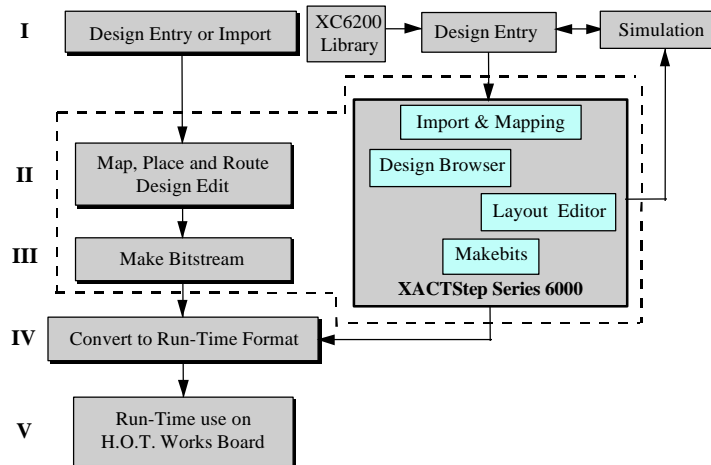 I
Design Entry or Import
XC6200
Library
Design Entry
Simulation
Import & Mapping
II
Map, Place and Route
Design Edit
Design Browser
Layout Editor
III
Make Bitstream
Makebits
XACTStep Series 6000
IV
Convert to Run-Time Format
V
Run-Time use on
H.O.T. Works Board